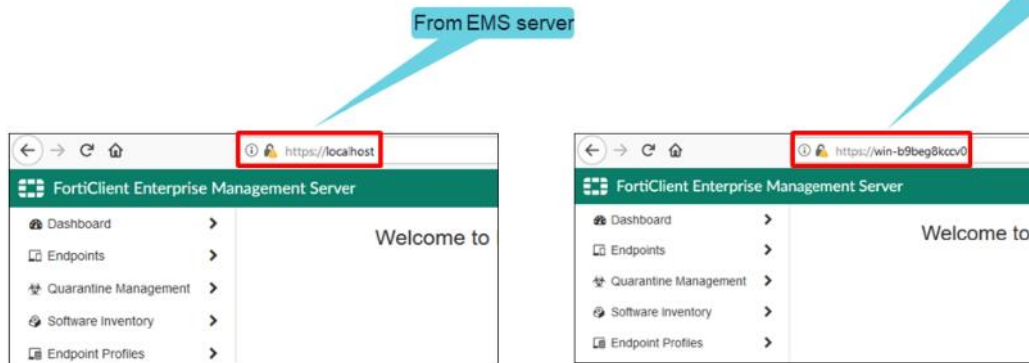 From EMS server
https://localhost
FortiClient Enterprise Management Server
Dashboard
Endpoints
Quarantine Management
Software Inventory
Endpoint Profiles
Welcome to
https://win-b9beg8kccv0
FortiClient Enterprise Management Server
Dashboard
Endpoints
Quarantine Management
Software Inventory
Endpoint Profiles
Welcome to